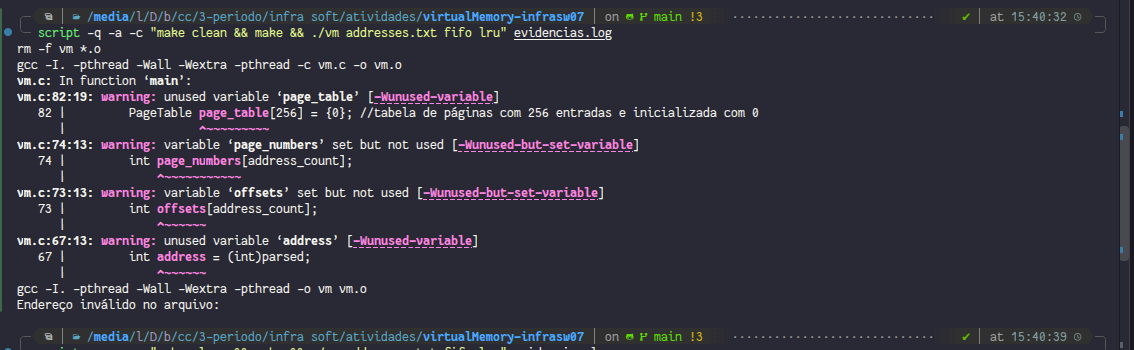 /media/l/D/b/cc/3-periodo/infra soft/atividades/virtualMemory-infrasw07 | on main !3 ································ ✔ | at 15:40:32
script -q -a -c "make clean && make && ./vm addresses.txt fifo lru" evidencias.log
rm -f vm *.o
gcc -I. -pthread -Wall -Wextra -pthread -c vm.c -o vm.o
vm.c: In function ‘main’:
vm.c:82:19: warning: unused variable ‘page_table’ [-Wunused-variable]
82 | PageTable page_table[256] = {0}; //tabela de páginas com 256 entradas e inicializada com 0
| ^~~~~~~~~~
vm.c:74:13: warning: variable ‘page_numbers’ set but not used [-Wunused-but-set-variable]
74 | int page_numbers[address_count];
| ^~~~~~~~~~~~
vm.c:73:13: warning: variable ‘offsets’ set but not used [-Wunused-but-set-variable]
73 | int offsets[address_count];
| ^~~~~~~
vm.c:67:13: warning: unused variable ‘address’ [-Wunused-variable]
67 | int address = (int)parsed;
| ^~~~~~~
gcc -I. -pthread -Wall -Wextra -pthread -o vm vm.o
Endereço inválido no arquivo:
/media/l/D/b/cc/3-periodo/infra soft/atividades/virtualMemory-infrasw07 | on main !3 ································ ✔ | at 15:40:39